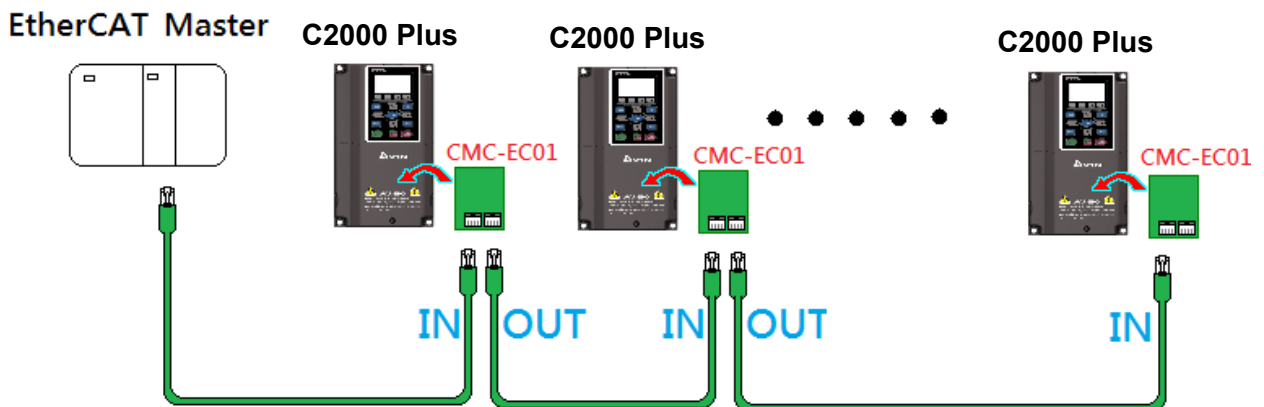 EtherCAT Master
C2000 Plus
C2000 Plus
C2000 Plus
CMC-EC01
CMC-EC01
CMC-EC01
IN
OUT
IN
OUT
IN